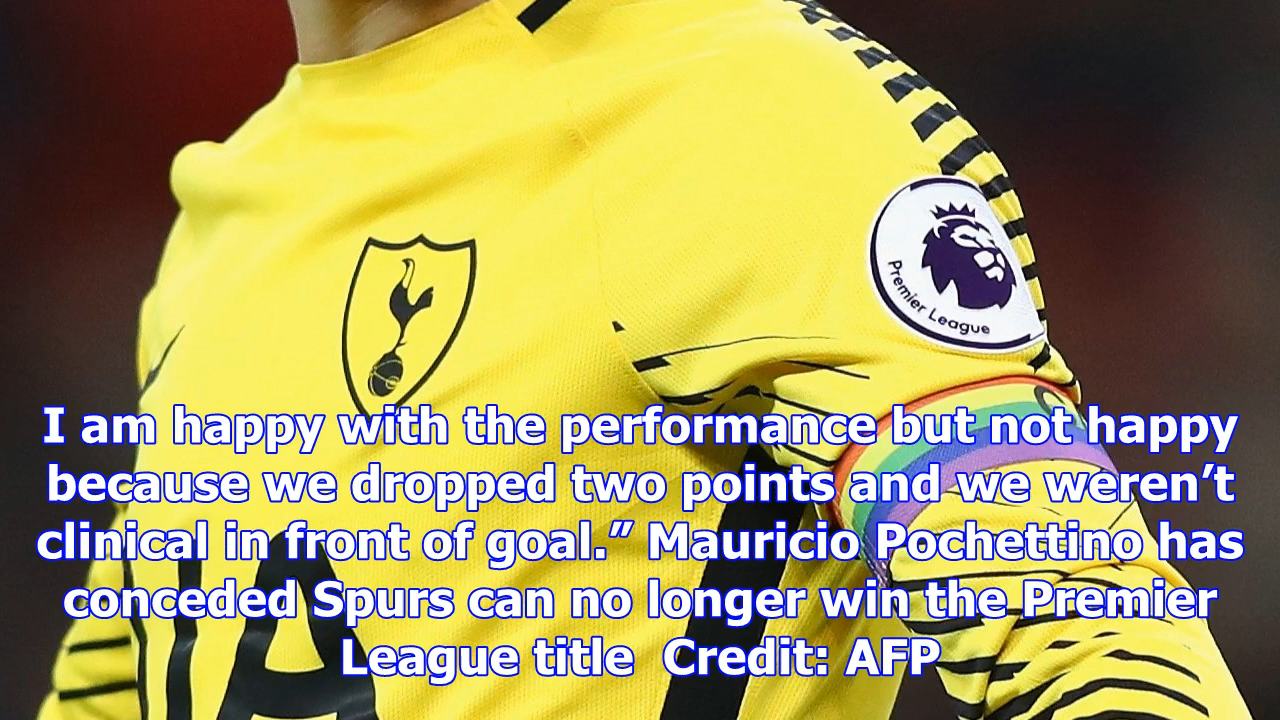 Premier League
I am happy with the performance but not happy
because we dropped two points and we weren’t
clinical in front of goal.” Mauricio Pochettino has
conceded Spurs can no longer win the Premier
League title  Credit: AFP
IA